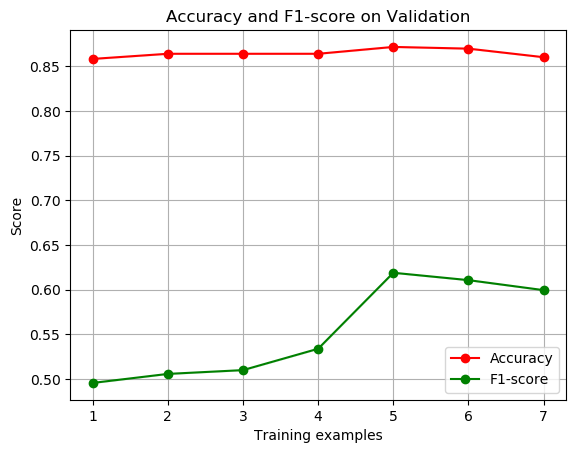 Accuracy and F1-score on Validation
Score
0.85
0.80
0.75
0.70
0.65
0.60
0.55
0.50
Accuracy
F1-score
1 2 3 4 5 6 7
Training examples